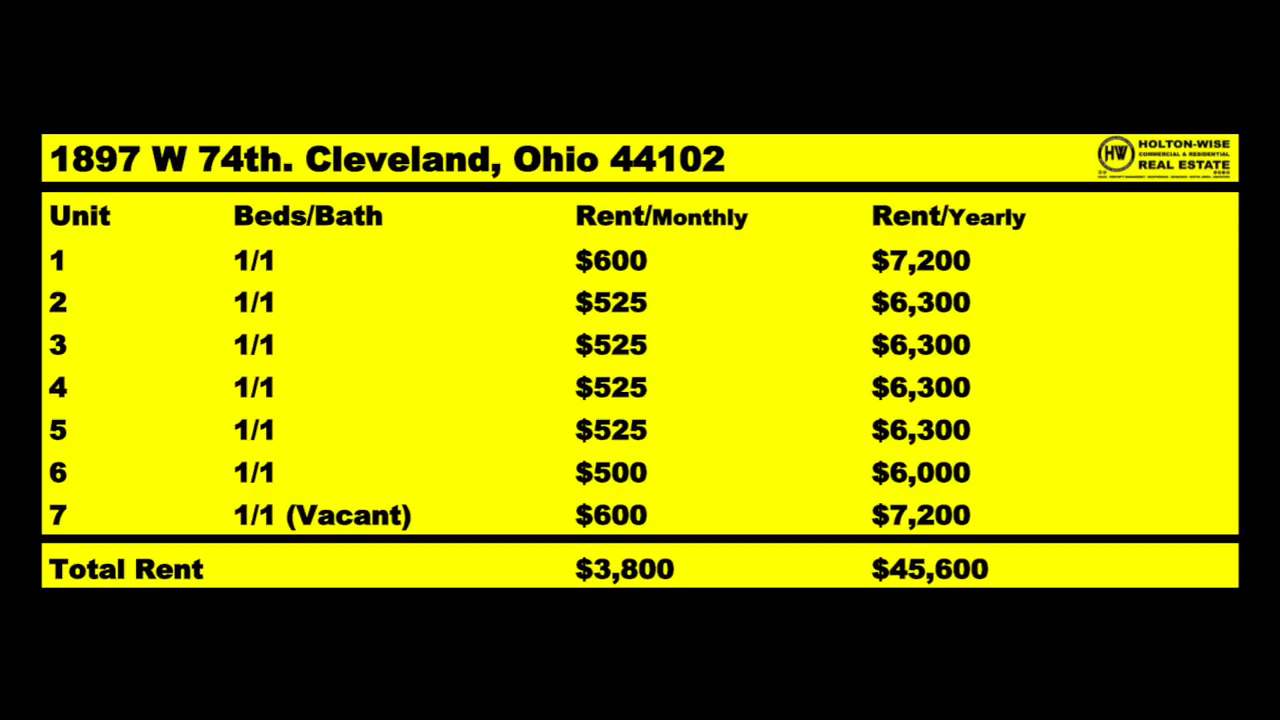 1897 W 74th. Cleveland, Ohio 44102
HW
HOLTON-WISE
COMMERCIAL & RESIDENTIAL
REAL ESTATE
Unit Beds/Bath Rent/Monthly Rent/Yearly
1 1/1 $600 $7,200
2 1/1 $525 $6,300
3 1/1 $525 $6,300
4 1/1 $525 $6,300
5 1/1 $525 $6,300
6 1/1 $500 $6,000
7 1/1 (Vacant) $600 $7,200
Total Rent $3,800 $45,600